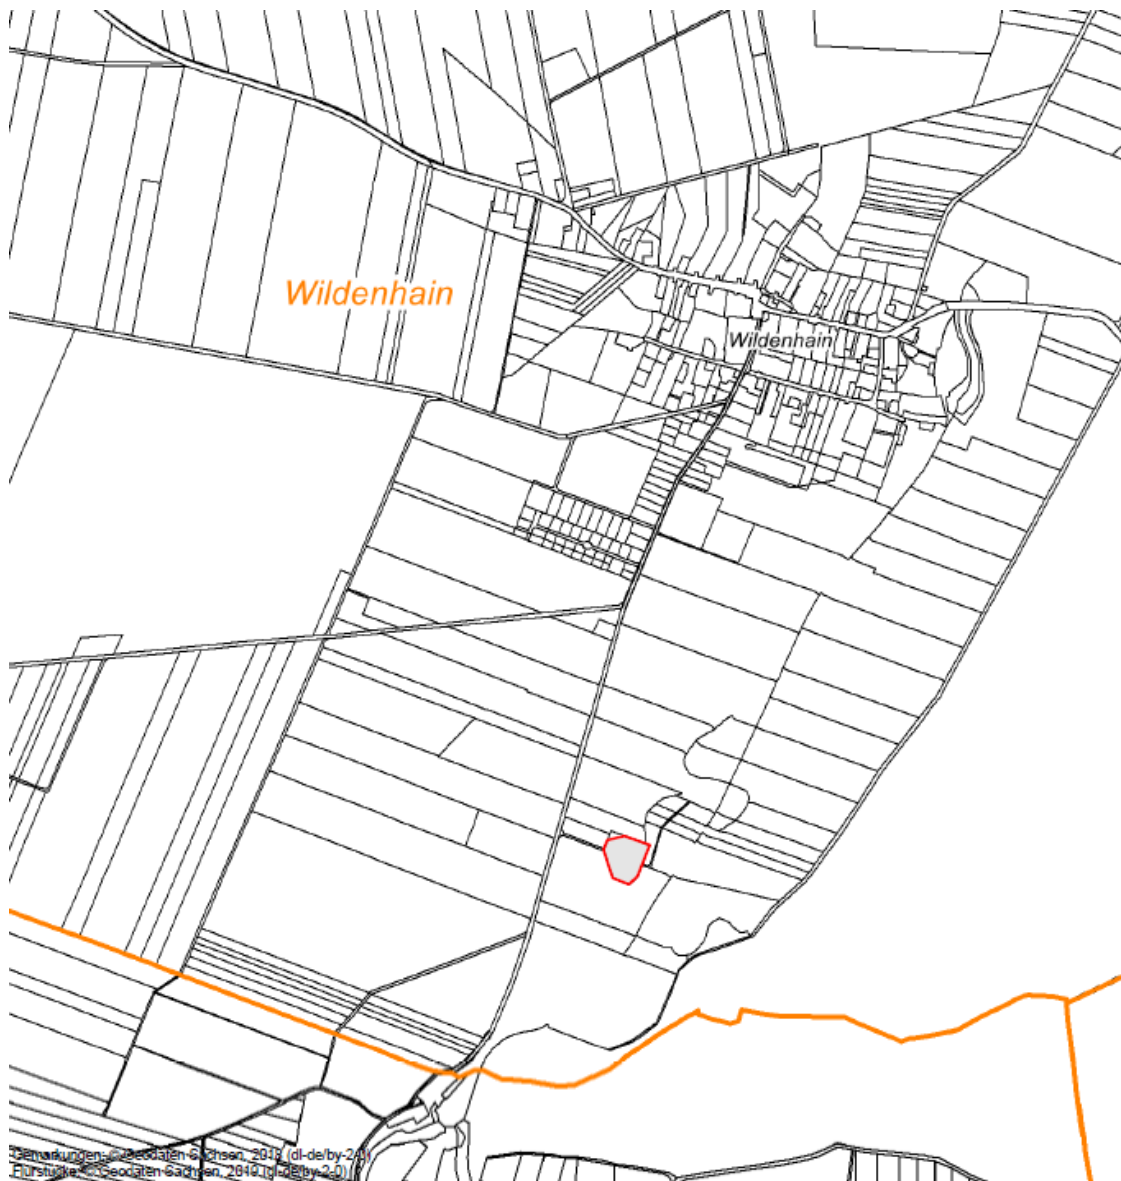 Wildenhain
Wildenhain
Gemarkungen: © Geodaten Sachsen, 2019 (dl-de/by-2-0)
Flurstücke: © Geodaten Sachsen, 2019 (dl-de/by-2-0)